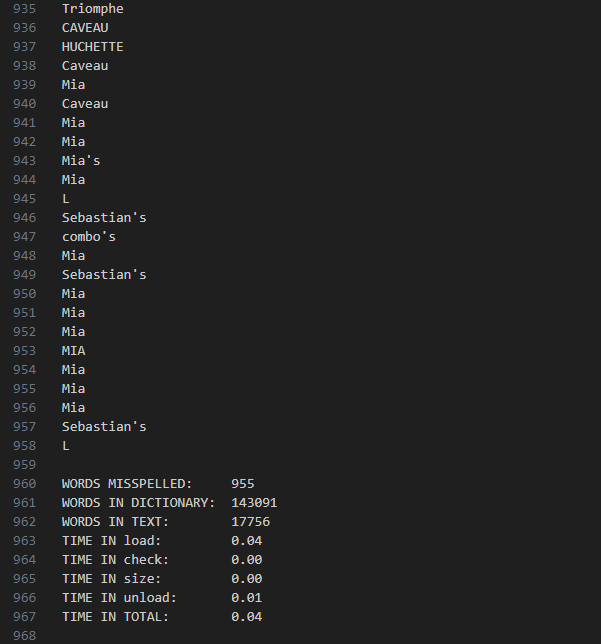 935 Triomphe
936 CAVEAU
937 HUCHETTE
938 Caveau
939 Mia
940 Caveau
941 Mia
942 Mia
943 Mia's
944 Mia
945 L
946 Sebastian's
947 combo's
948 Mia
949 Sebastian's
950 Mia
951 Mia
952 Mia
953 MIA
954 Mia
955 Mia
956 Mia
957 Sebastian's
958 L
959
960 WORDS MISSPELLED: 955
961 WORDS IN DICTIONARY: 143091
962 WORDS IN TEXT: 17756
963 TIME IN load: 0.04
964 TIME IN check: 0.00
965 TIME IN size: 0.00
966 TIME IN unload: 0.01
967 TIME IN TOTAL: 0.04
968